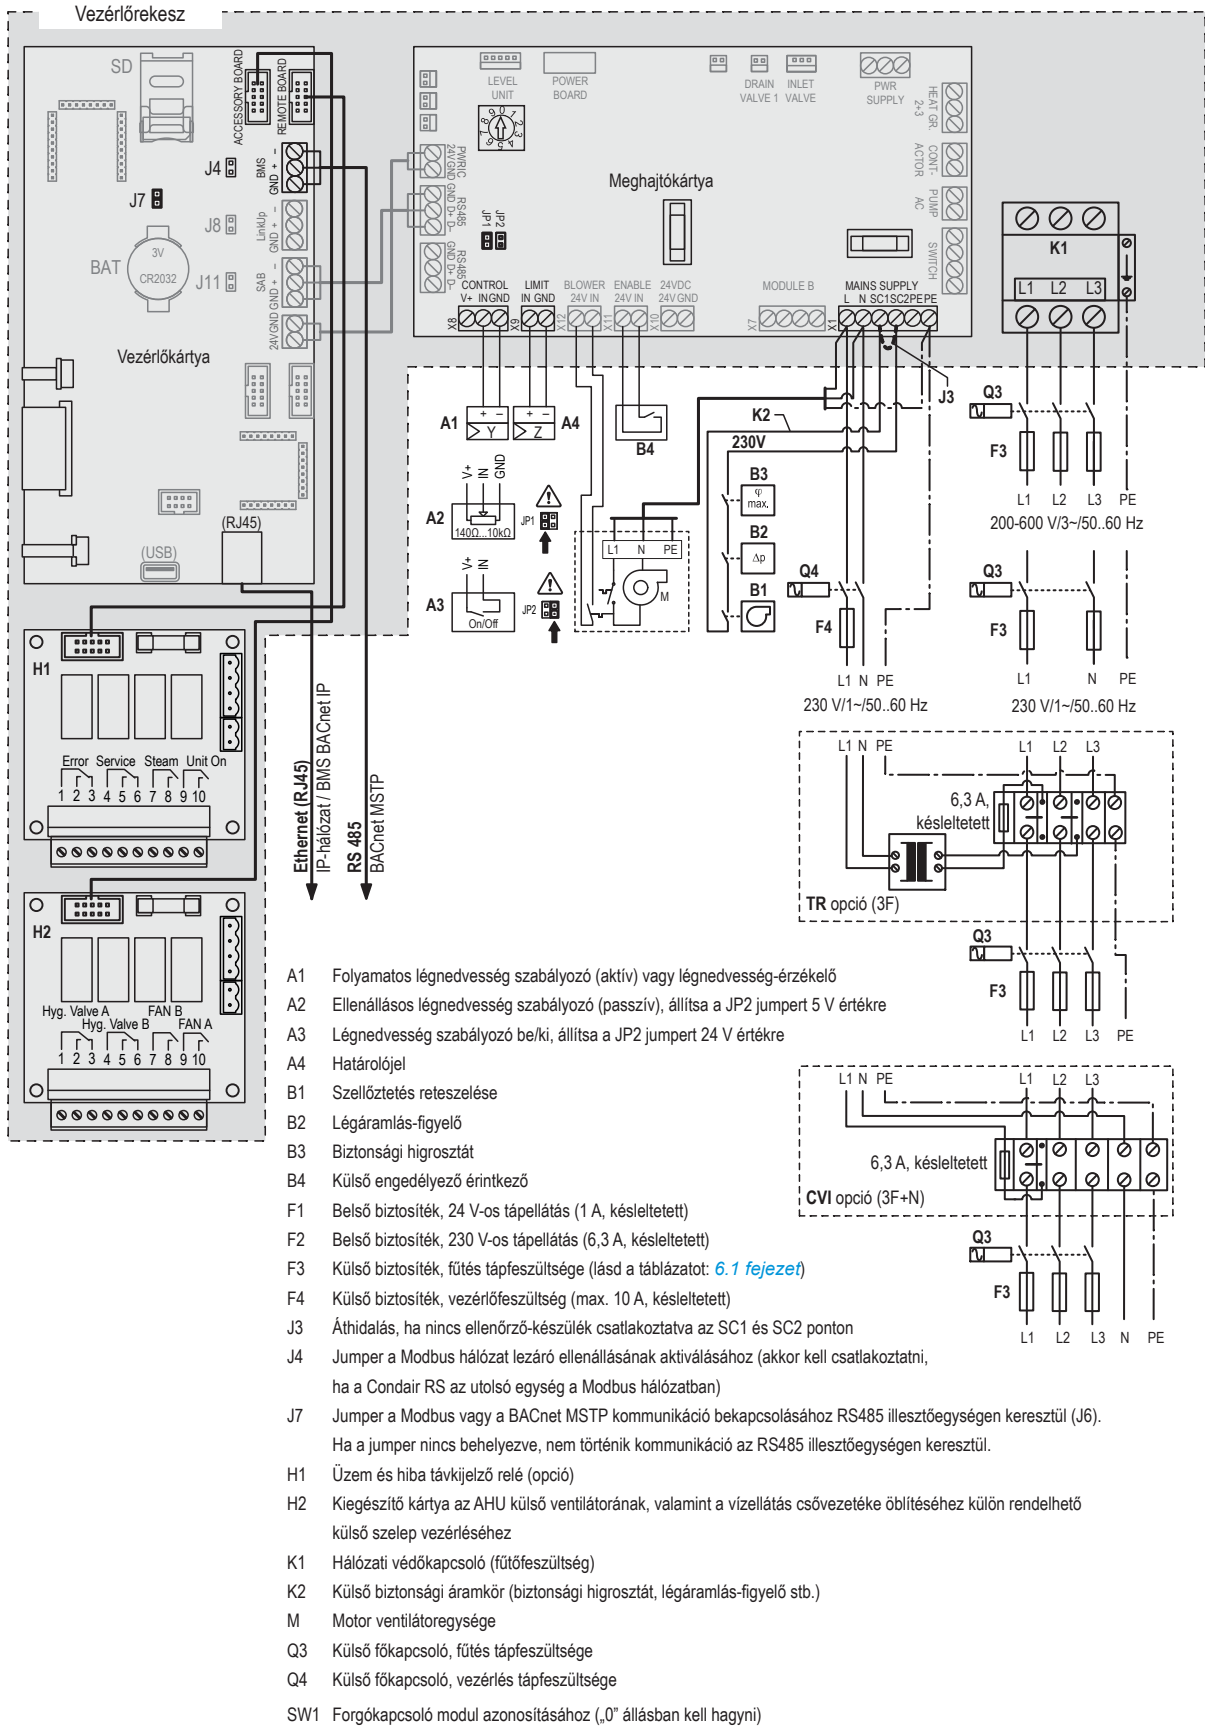 Vezérlőrekesz
SD
ACCESSORY BOARD
REMOTE BOARD
J4
BMS
GND + –
J7
J8
LinkUp
GND + –
BAT
3V
CR2032
J11
SAB
GND + –
24V GND
Vezérlőkártya
(USB)
(RJ45)
LEVEL
UNIT
POWER
BOARD
DRAIN
VALVE 1
INLET
VALVE
PWR
SUPPLY
HEAT GR.
2+3
CONT-
ACTOR
PUMP
AC
SWITCH
0 1 2 3 4 5 6 7 8 9
PWRIC
24V GND
RS485
GND D+ D–
RS485
GND D+ D–
JP1
JP2
Meghajtókártya
CONTROL
V+ IN GND
LIMIT
IN GND
BLOWER
24V IN
ENABLE
24V IN
24VDC
24V GND
MODULE B
MAINS SUPPLY
L N SC1 SC2 PE PE
X8
X9
X12
X11
X10
X7
X1
K1
L1 L2 L3
J3
A1
+ –
Y
+ –
Z
A4
B4
K2
230V
A2
V+
IN
GND
140Ω...10kΩ
JP1
A3
V+
IN
On/Off
JP2
L1 N PE
M
B3
φ
max.
B2
Δp
B1
Q4
F4
L1 N PE
230 V/1~/50..60 Hz
Q3
F3
L1 L2 L3 PE
200-600 V/3~/50..60 Hz
Q3
F3
L1 N PE
230 V/1~/50..60 Hz
H1
Error Service Steam Unit On
1 2 3 4 5 6 7 8 9 10
Ethernet (RJ45)
IP-hálózat / BMS BACnet IP
RS 485
BACnet MSTP
H2
Hyg. Valve A
Hyg. Valve B
FAN B
FAN A
1 2 3 4 5 6 7 8 9 10
L1 N PE
L1 L2 L3
6,3 A,
késleltetett
TR opció (3F)
Q3
F3
L1 L2 L3 PE
L1 N PE
L1 L2 L3
6,3 A, késleltetett
CVI opció (3F+N)
Q3
F3
L1 L2 L3 N PE
A1 Folyamatos légnedvesség szabályozó (aktív) vagy légnedvesség-érzékelő
A2 Ellenállásos légnedvesség szabályozó (passzív), állítsa a JP2 jumpert 5 V értékre
A3 Légnedvesség szabályozó be/ki, állítsa a JP2 jumpert 24 V értékre
A4 Határolójel
B1 Szellőztetés reteszelése
B2 Légáramlás-figyelő
B3 Biztonsági higrosztát
B4 Külső engedélyező érintkező
F1 Belső biztosíték, 24 V-os tápellátás (1 A, késleltetett)
F2 Belső biztosíték, 230 V-os tápellátás (6,3 A, késleltetett)
F3 Külső biztosíték, fűtés tápfeszültsége (lásd a táblázatot: 6.1 fejezet)
F4 Külső biztosíték, vezérlőfeszültség (max. 10 A, késleltetett)
J3 Áthidalás, ha nincs ellenőrző-készülék csatlakoztatva az SC1 és SC2 ponton
J4 Jumper a Modbus hálózat lezáró ellenállásának aktiválásához (akkor kell csatlakoztatni,
ha a Condair RS az utolsó egység a Modbus hálózatban)
J7 Jumper a Modbus vagy a BACnet MSTP kommunikáció bekapcsolásához RS485 illesztőegységen keresztül (J6).
Ha a jumper nincs behelyezve, nem történik kommunikáció az RS485 illesztőegységen keresztül.
H1 Üzem és hiba távkijelző relé (opció)
H2 Kiegészítő kártya az AHU külső ventilátorának, valamint a vízellátás csővezetéke öblítéséhez külön rendelhető
külső szelep vezérléséhez
K1 Hálózati védőkapcsoló (fűtőfeszültség)
K2 Külső biztonsági áramkör (biztonsági higrosztát, légáramlás-figyelő stb.)
M Motor ventilátoregysége
Q3 Külső főkapcsoló, fűtés tápfeszültsége
Q4 Külső főkapcsoló, vezérlés tápfeszültsége
SW1 Forgókapcsoló modul azonosításához („0” állásban kell hagyni)